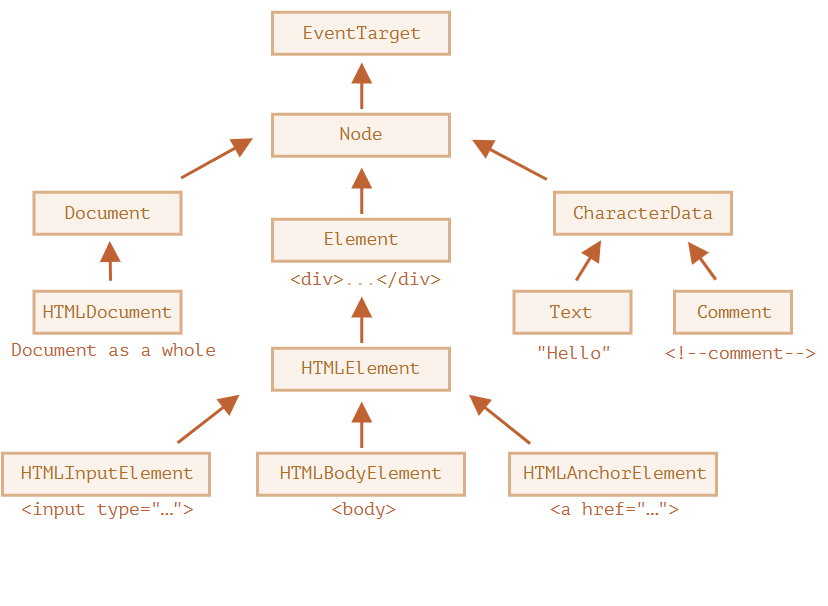 EventTarget
Node
Document
CharacterData
Element
<div>...</div>
HTMLDocument
Text
Comment
Document as a whole
"Hello"
<!--comment-->
HTMLElement
HTMLInputElement
HTMLBodyElement
HTMLAnchorElement
<input type="...">
<body>
<a href="...">